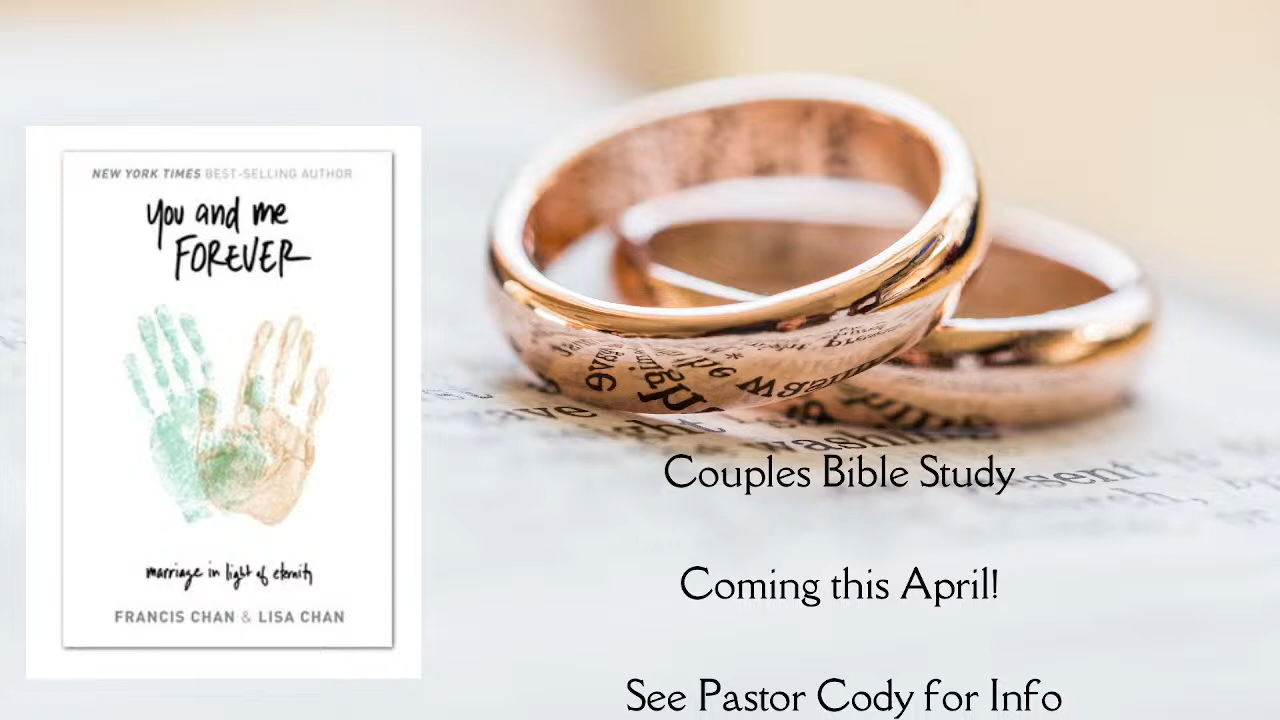 NEW YORK TIMES BEST-SELLING AUTHOR
You and me
FOREVER
marriage in light of eternity
FRANCIS CHAN & LISA CHAN
Couples Bible Study
Coming this April!
See Pastor Cody for Info